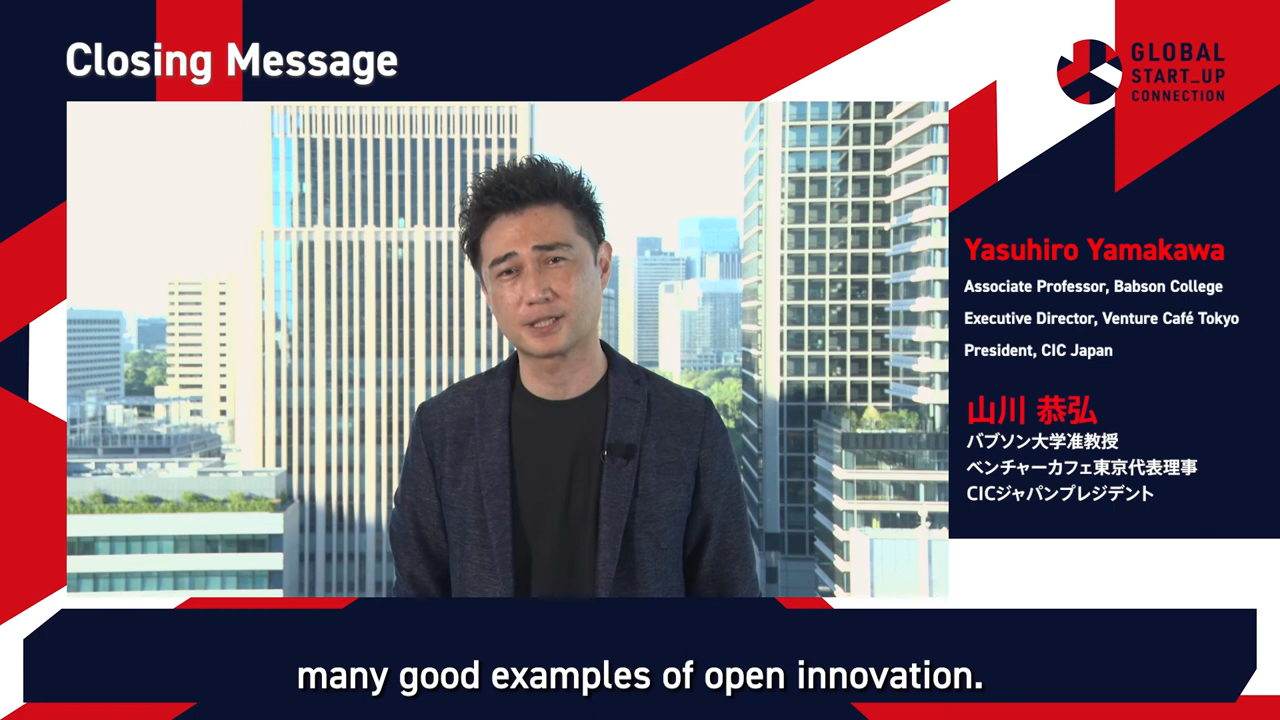 Closing Message
GLOBAL
START_UP
CONNECTION
Yasuhiro Yamakawa
Associate Professor, Babson College
Executive Director, Venture Café Tokyo
President, CIC Japan
山川 恭弘
バブソン大学准教授
ベンチャーカフェ東京代表理事
CICジャパンプレジデント
many good examples of open innovation.